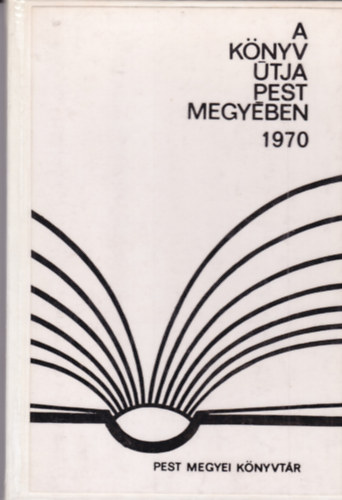 A
KÖNYV
ÚTJA
PEST
MEGYÉBEN
1970
PEST MEGYEI KÖNYVTÁR